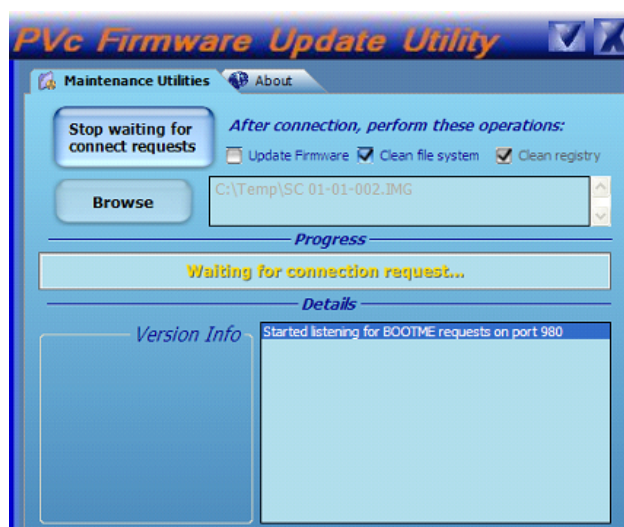 PVc Firmware Update Utility
Maintenance Utilities
About
Stop waiting for
connect requests
After connection, perform these operations:
Update Firmware
Clean file system
Clean registry
Browse
C:\Temp\SC 01-01-002.IMG
Progress
Waiting for connection request...
Details
Version Info
Started listening for BOOTME requests on port 980